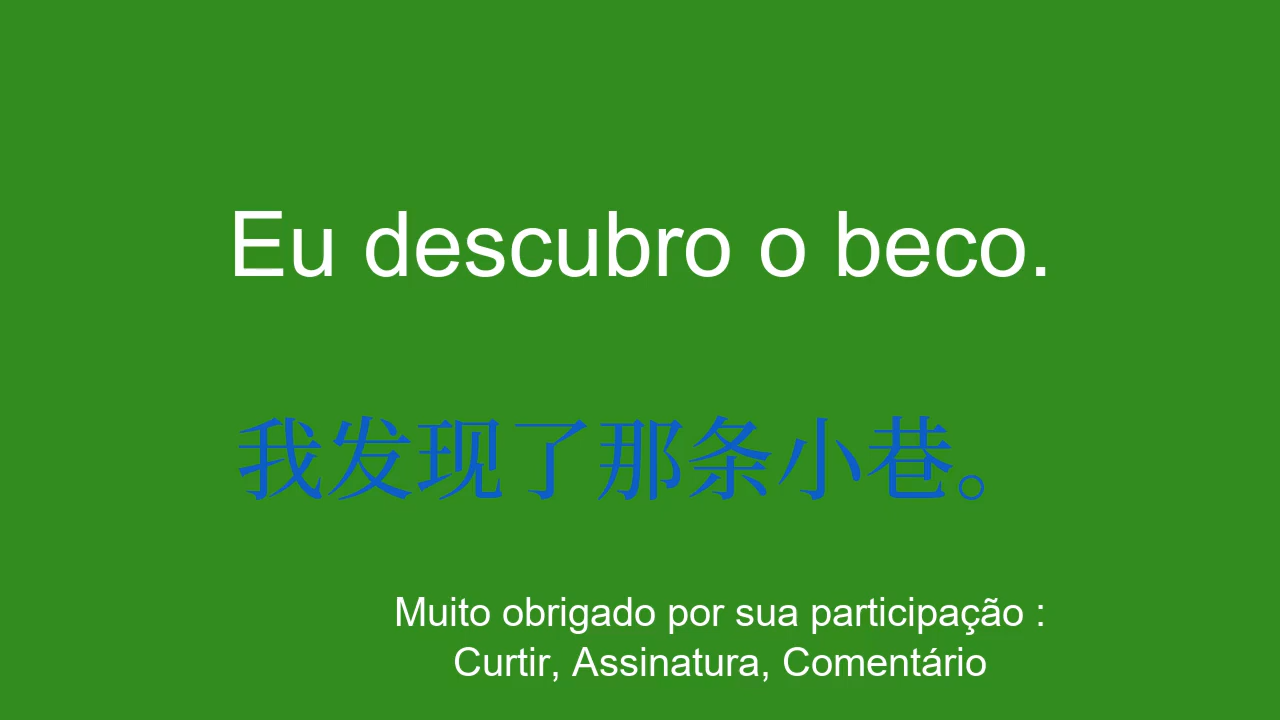 Eu descubro o beco.
我发现了那条小巷。
Muito obrigado por sua participação :
Curtir, Assinatura, Comentário